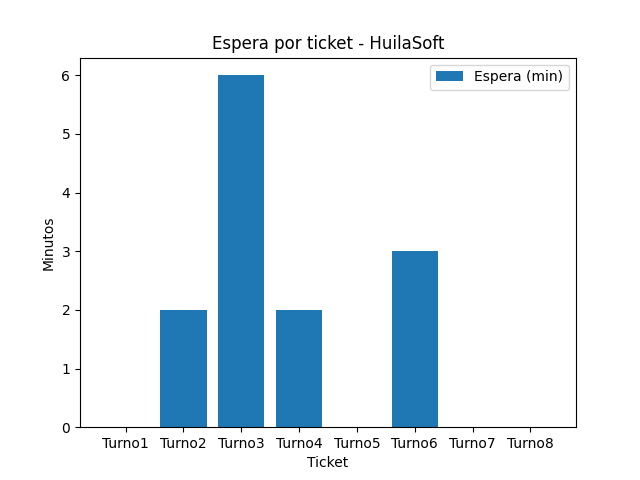 Espera por ticket - HuilaSoft
Espera (min)
6
5
4
3
2
1
0
Minutos
Turno1 Turno2 Turno3 Turno4 Turno5 Turno6 Turno7 Turno8
Ticket